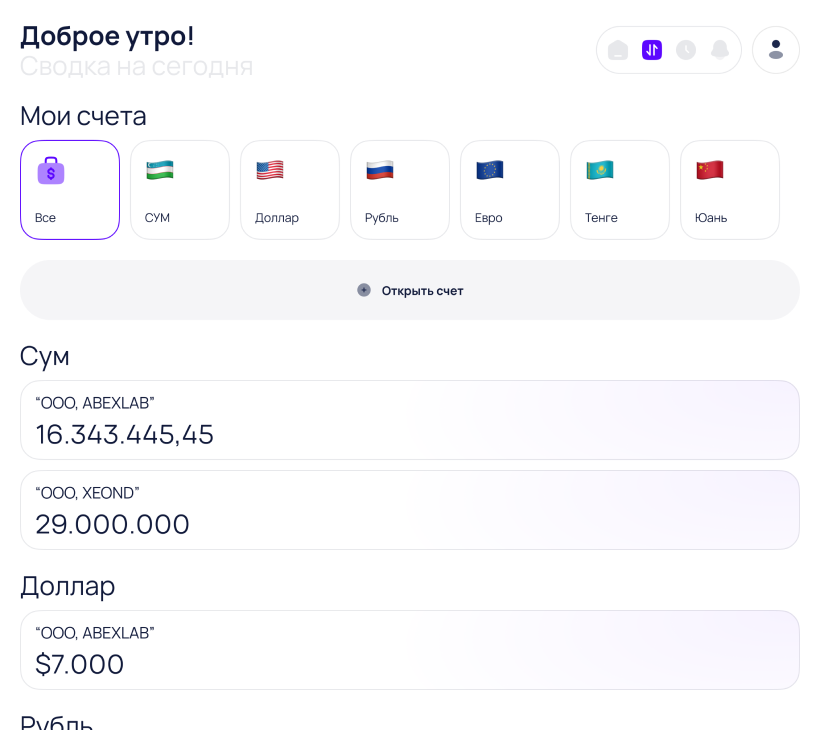 Доброе утро!
Сводка на сегодня
Мои счета
Все
СУМ
Доллар
Рубль
Евро
Тенге
Юань
Открыть счет
Сум
“ООО, ABEXLAB”
16.343.445,45
“ООО, XEOND”
29.000.000
Доллар
“ООО, ABEXLAB”
$7.000
Рубль